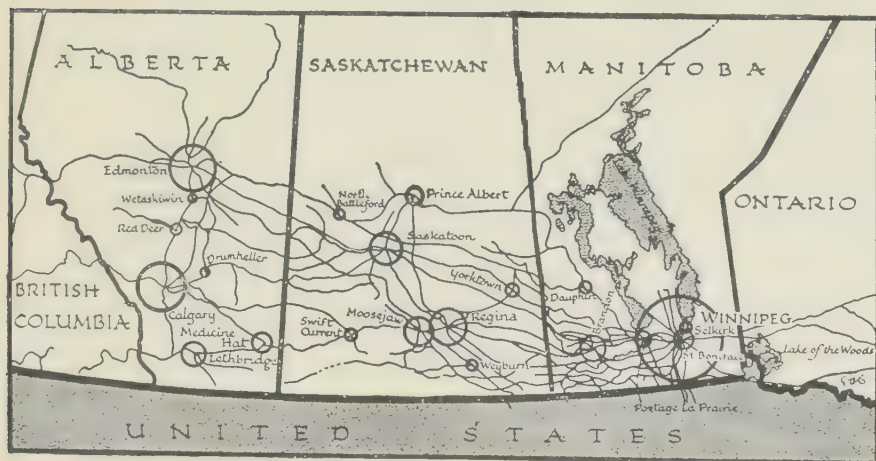 ALBERTA
SASKATCHEWAN
MANITOBA
ONTARIO
BRITISH
COLUMBIA
Edmonton
Wetaskiwin
Red Deer
Drumheller
Calgary
Medicine
Hat
Lethbridge
North
Battleford
Prince Albert
Saskatoon
Yorktown
Swift
Current
Moosejaw
Regina
Weyburn
Dauphin
Brandon
Winnipeg
WINNIPEG
Selkirk
St Boniface
Portage La Prairie
Lake of the Woods
UNITED STATES